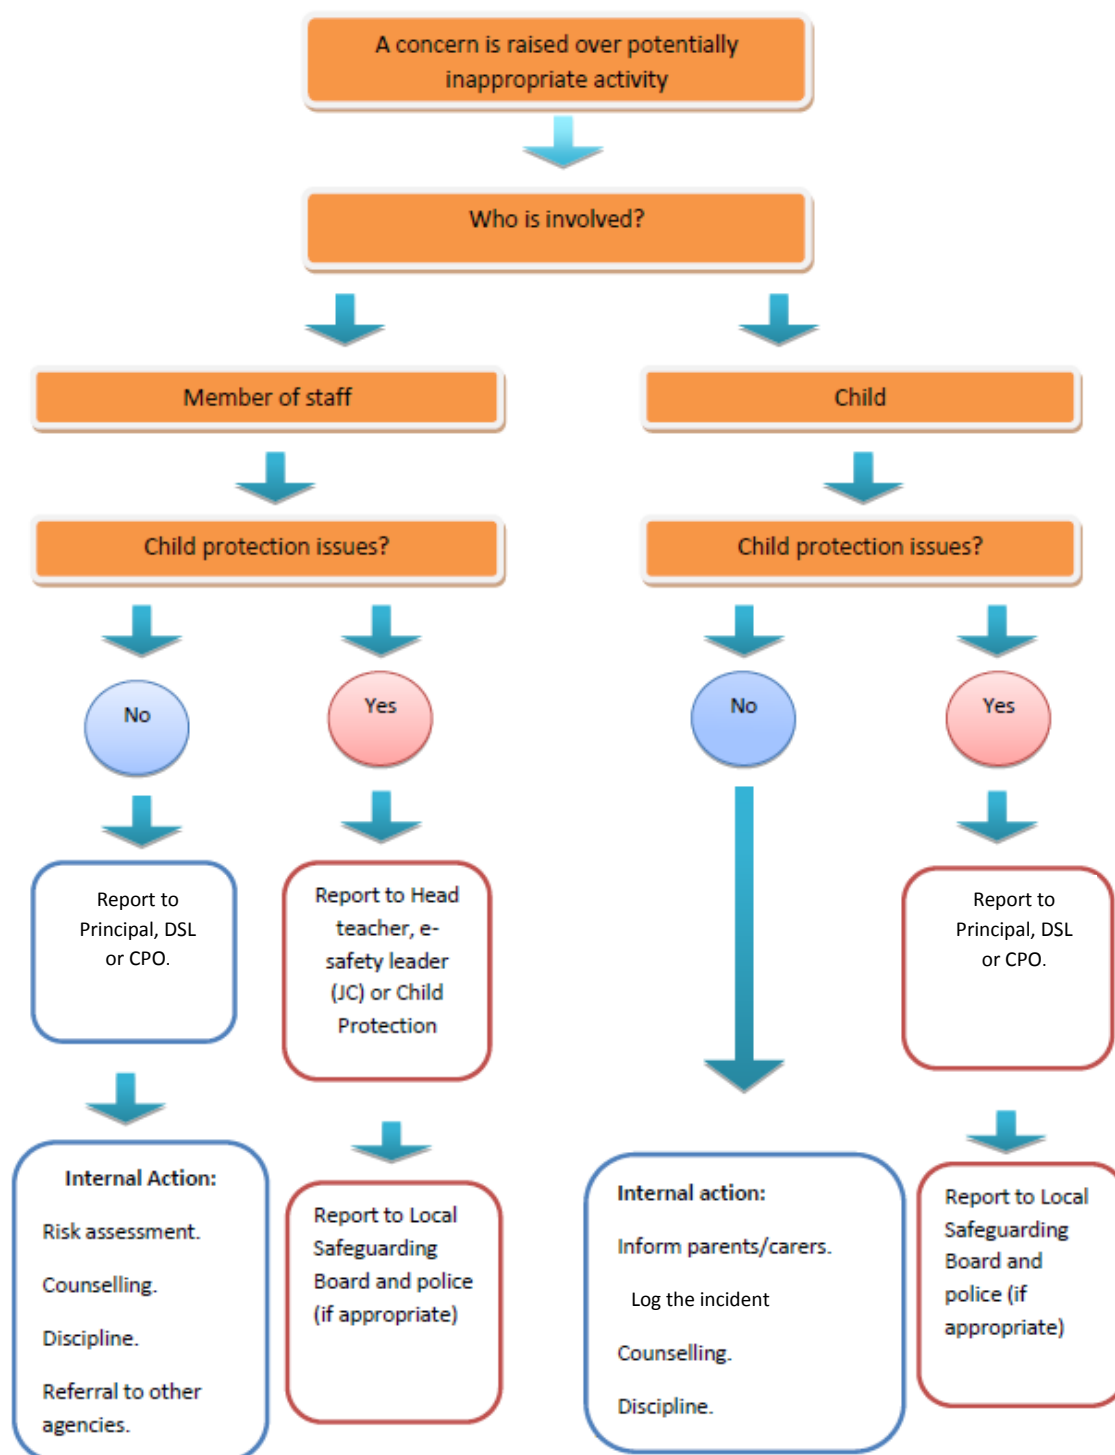 A concern is raised over potentially
inappropriate activity
Who is involved?
Member of staff
Child
Child protection issues?
Child protection issues?
No
Yes
No
Yes
Report to
Principal, DSL
or CPO.
Report to Head
teacher, e-
safety leader
(JC) or Child
Protection
Report to
Principal, DSL
or CPO.
Internal Action:
Risk assessment.
Counselling.
Discipline.
Referral to other
agencies.
Report to Local
Safeguarding
Board and police
(if appropriate)
Internal action:
Inform parents/carers.
Log the incident
Counselling.
Discipline.
Report to Local
Safeguarding
Board and
police (if
appropriate)